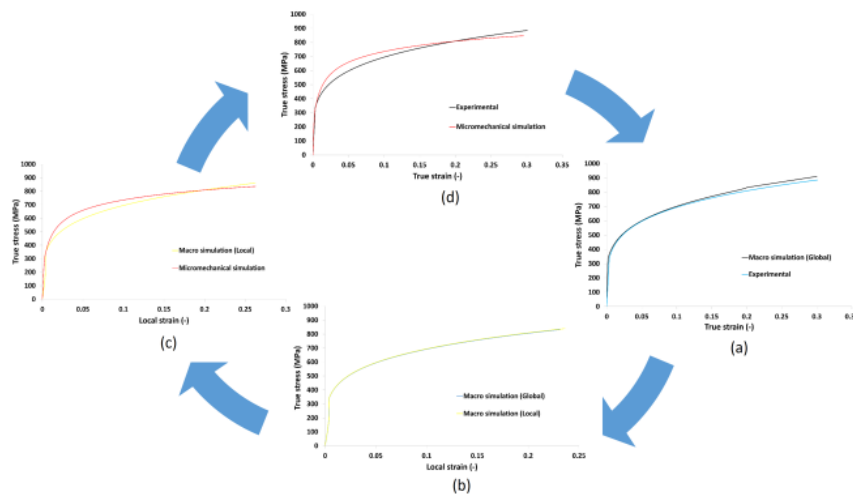 True stress (MPa)
1000
900
800
700
600
500
400
300
200
100
0
Experimental
Micromechanical simulation
0 0.05 0.1 0.15 0.2 0.25 0.3 0.35
True strain (-)
(d)
True stress (MPa)
1000
900
800
700
600
500
400
300
200
100
0
Macro simulation (Local)
Micromechanical simulation
0 0.05 0.1 0.15 0.2 0.25 0.3
Local strain (-)
(c)
True stress (MPa)
1000
900
800
700
600
500
400
300
200
100
0
Macro simulation (Global)
Experimental
0 0.05 0.1 0.15 0.2 0.25 0.3 0.35
True strain (-)
(a)
True stress (MPa)
1000
900
800
700
600
500
400
300
200
100
0
Macro simulation (Global)
Macro simulation (Local)
0 0.05 0.1 0.15 0.2 0.25
Local strain (-)
(b)